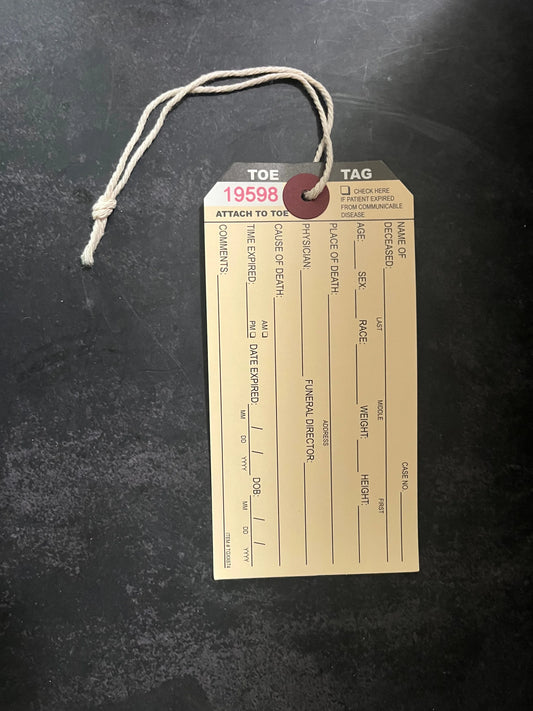 TOE TAG
19598
ATTACH TO TOE
☐ CHECK HERE
IF PATIENT EXPIRED
FROM COMMUNICABLE
DISEASE
CASE NO.
NAME OF
DECEASED:
LAST MIDDLE FIRST
AGE: SEX: RACE: WEIGHT: HEIGHT:
PLACE OF DEATH:
ADDRESS
PHYSICIAN: FUNERAL DIRECTOR:
CAUSE OF DEATH:
TIME EXPIRED: AM ☐ PM ☐ DATE EXPIRED: / / DOB: / /
MM DD YYYY MM DD YYYY
COMMENTS: